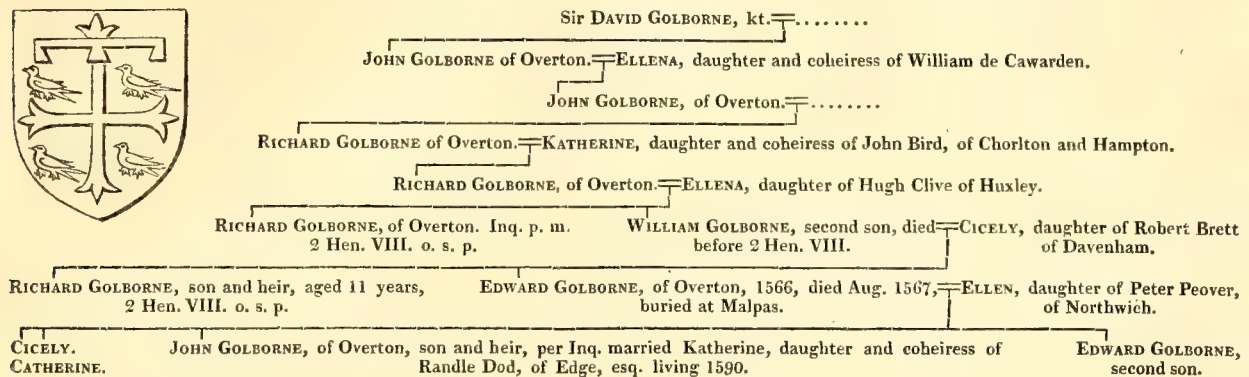 Sir DAVID GOLBORNE, kt.=........
JOHN GOLBORNE of Overton.=ELLENA, daughter and coheiress of William de Cawarden.
JOHN GOLBORNE, of Overton.=........
RICHARD GOLBORNE of Overton.=KATHERINE, daughter and coheiress of John Bird, of Chorlton and Hampton.
RICHARD GOLBORNE, of Overton.=ELLENA, daughter of Hugh Clive of Huxley.
RICHARD GOLBORNE, of Overton. Inq. p. m.
2 Hen. VIII. o. s. p.
WILLIAM GOLBORNE, second son, died=CICELY, daughter of Robert Brett
before 2 Hen. VIII.
of Davenham.
RICHARD GOLBORNE, son and heir, aged 11 years,
2 Hen. VIII. o. s. p.
EDWARD GOLBORNE, of Overton, 1566, died Aug. 1567,=ELLEN, daughter of Peter Peover,
buried at Malpas.
of Northwich.
CICELY.
CATHERINE.
JOHN GOLBORNE, of Overton, son and heir, per Inq. married Katherine, daughter and coheiress of
Randle Dod, of Edge, esq. living 1590.
EDWARD GOLBORNE,
second son.